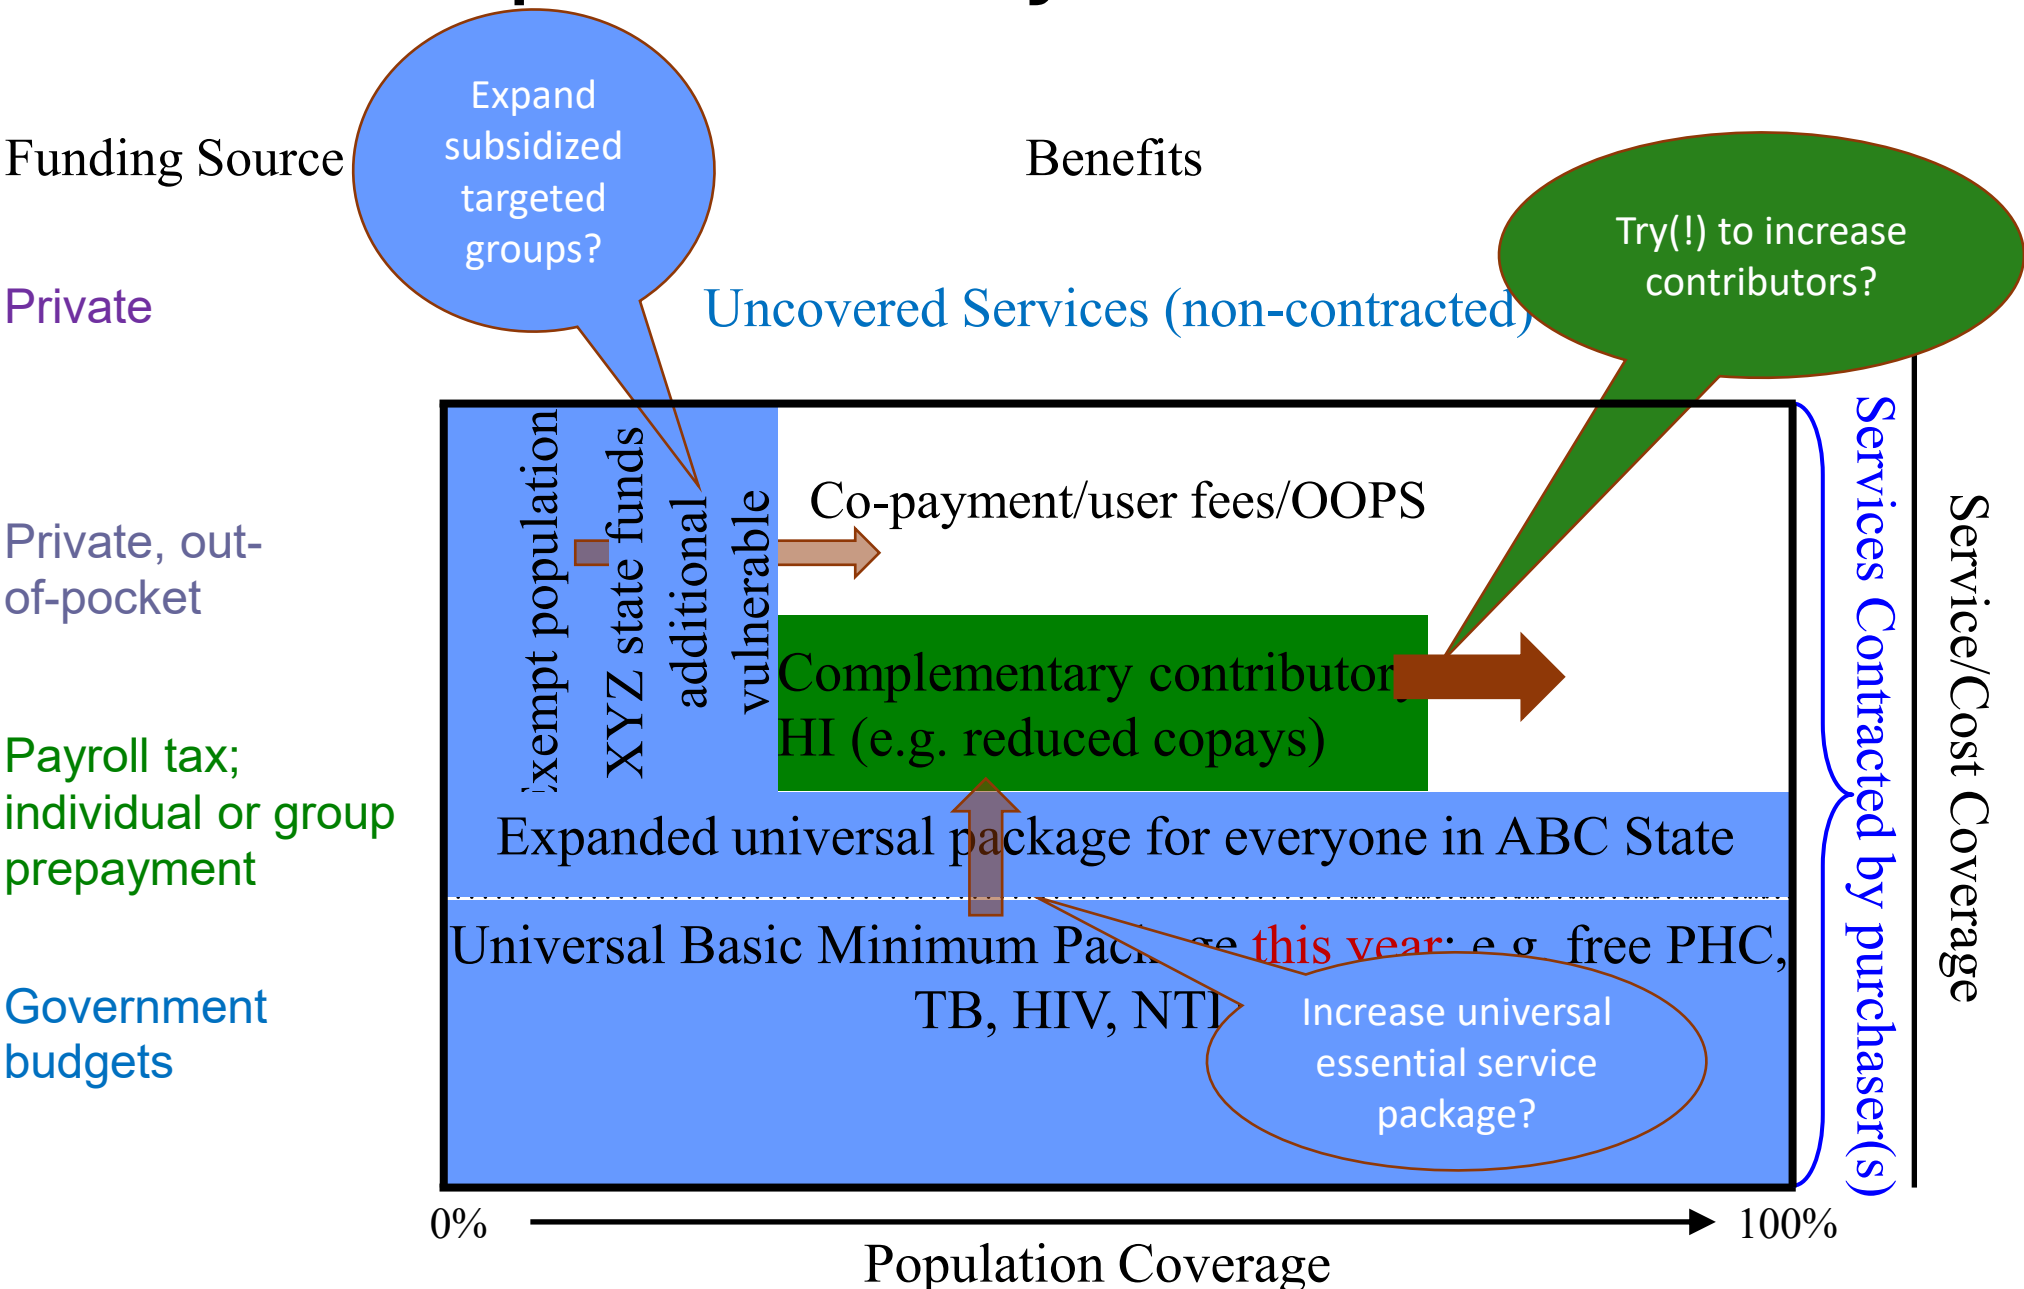 Expand
subsidized
targeted
groups?
Funding Source
Benefits
Try(!) to increase
contributors?
Private
Uncovered Services (non-contracted)
Exempt population
XYZ state funds
additional
vulnerable
Co-payment/user fees/OOPS
Private, out-
of-pocket
Complementary contributory
HI (e.g. reduced copays)
Payroll tax;
individual or group
prepayment
Expanded universal package for everyone in ABC State
Universal Basic Minimum Package this year: e.g. free PHC,
TB, HIV,
Increase universal
essential service
package?
Government
budgets
Services Contracted by purchaser(s)
Service/Cost Coverage
0%
100%
Population Coverage